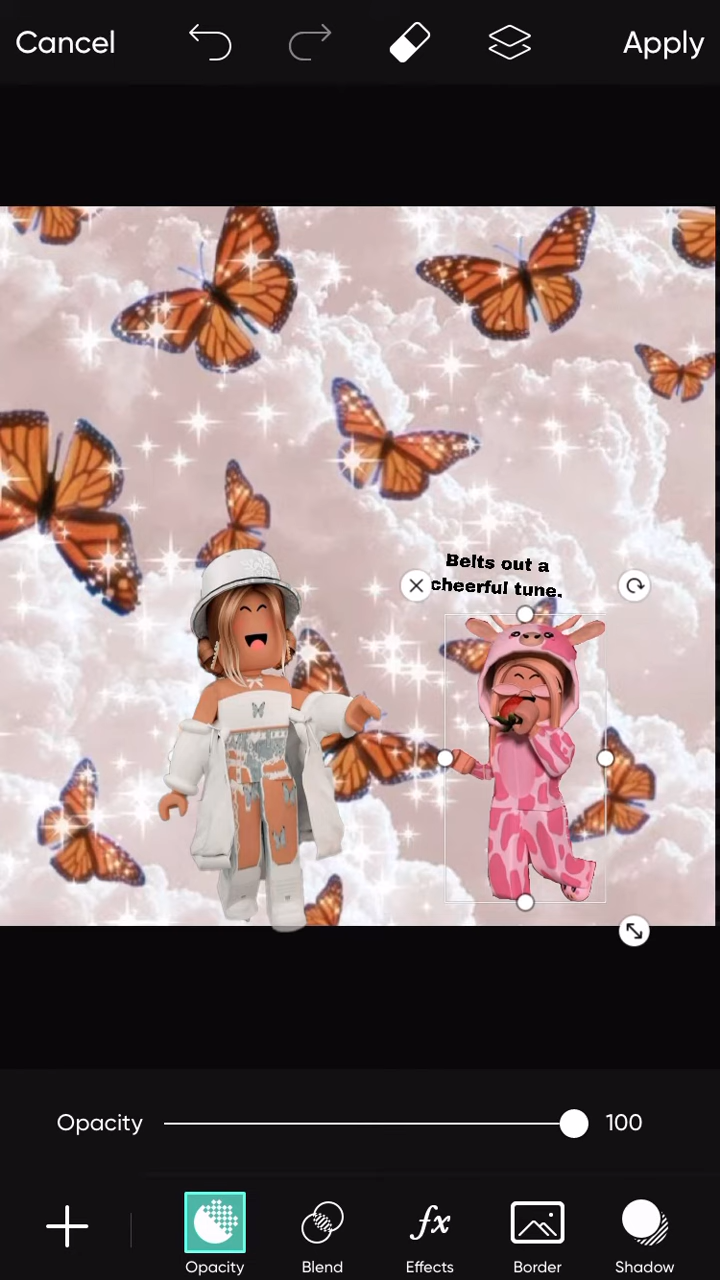 Cancel
Apply
Belts out a
cheerful tune.
Opacity
100
Opacity
Blend
Effects
Border
Shadow